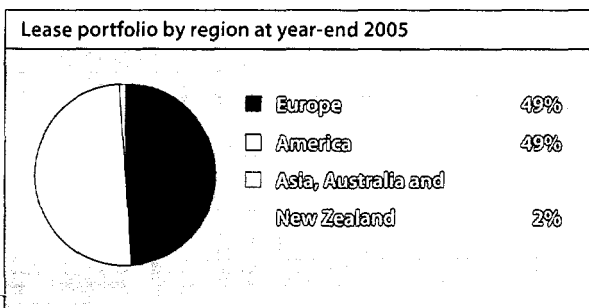 Lease portfolio by region at year-end 2005
Europe 49%
America 49%
Asia, Australia and
New Zealand 2%